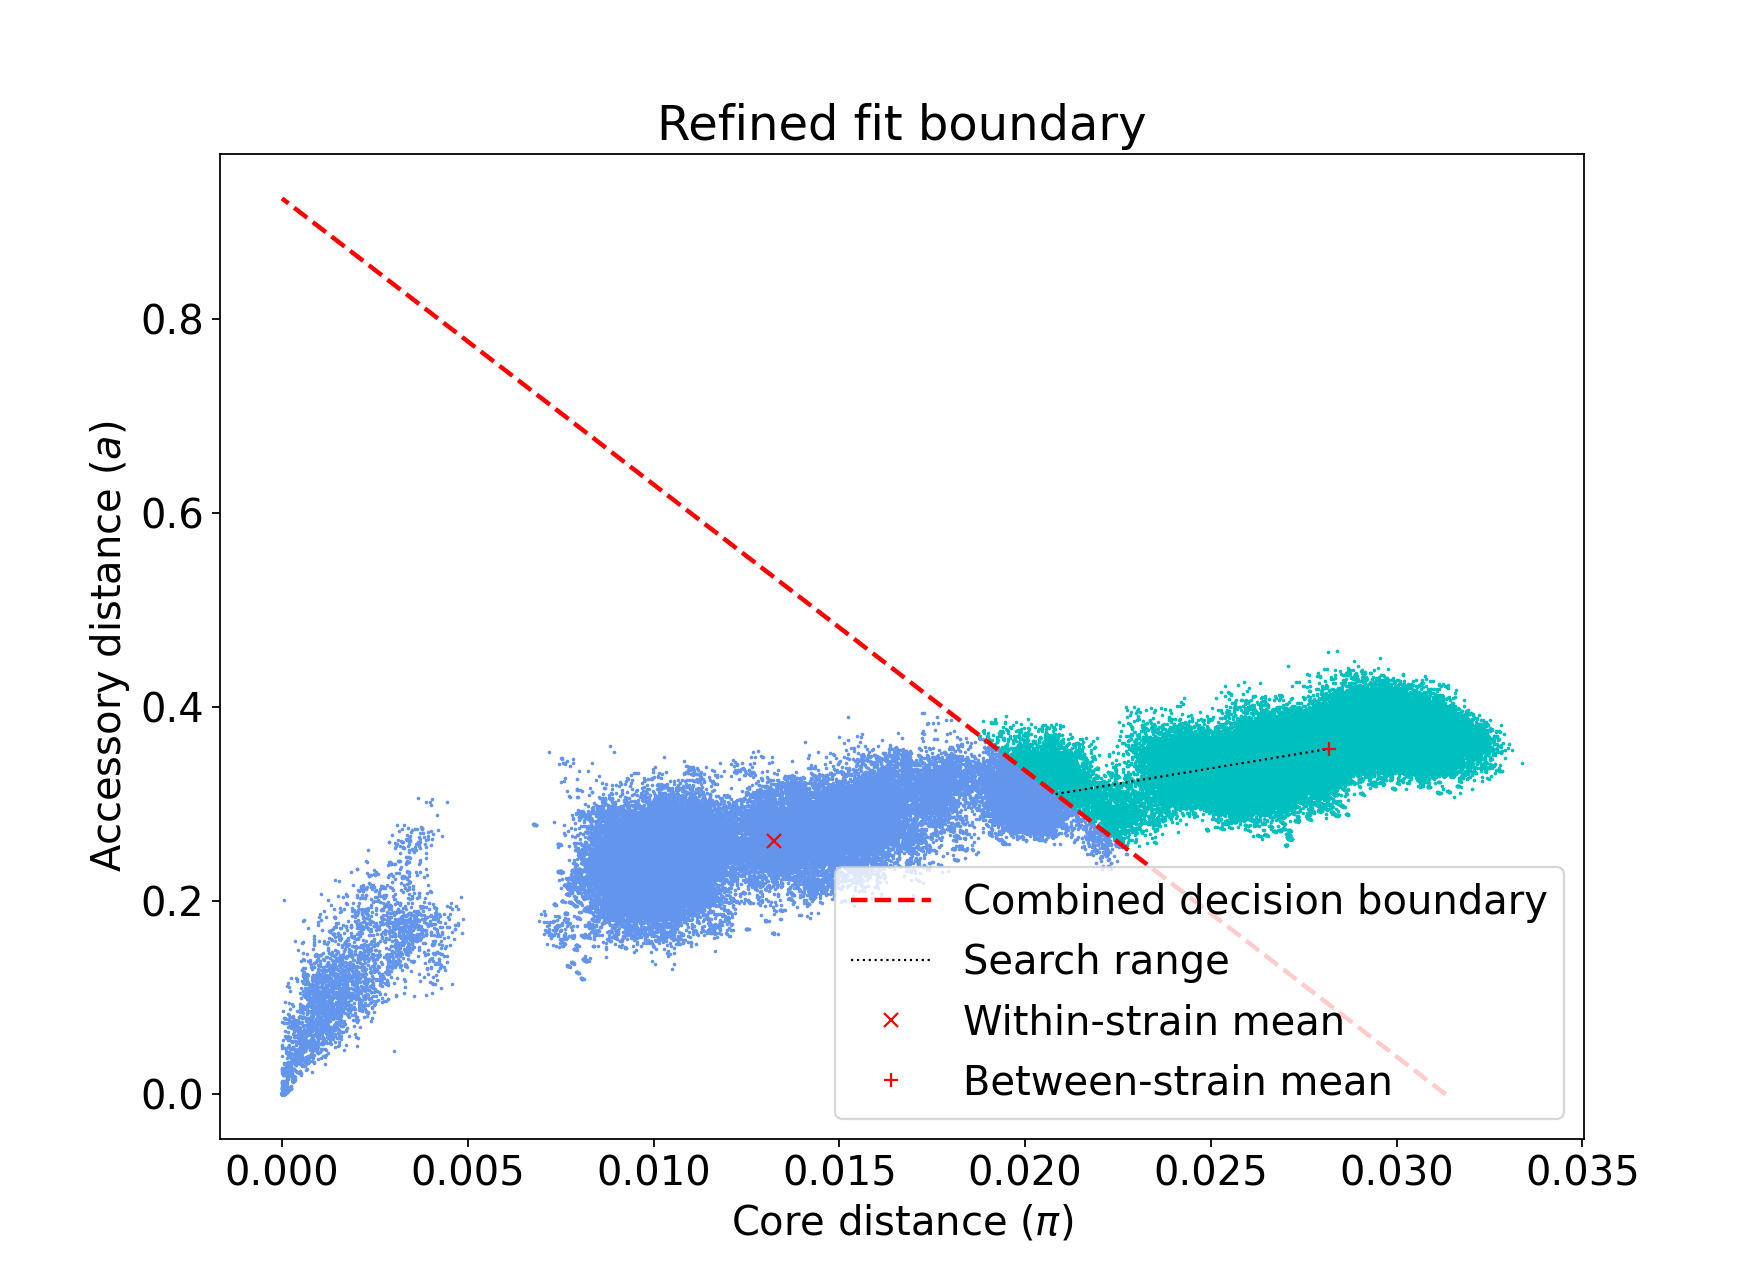 Refined fit boundary
Accessory distance (a)
0.8
0.6
0.4
0.2
0.0
Combined decision boundary
Search range
Within-strain mean
Between-strain mean
0.000 0.005 0.010 0.015 0.020 0.025 0.030 0.035
Core distance (π)